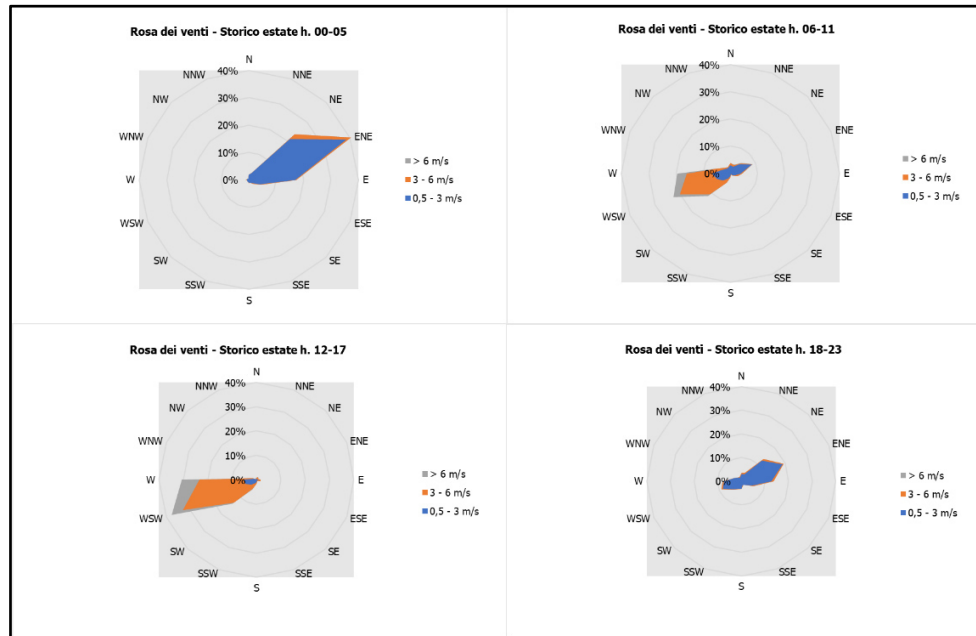 Rosa dei venti - Storico estate h. 00-05
N
40%
NNW
NNE
30%
NW
NE
20%
WNW
ENE
10%
W
0%
E
WSW
ESE
SW
SE
SSW
SSE
S
> 6 m/s
3 - 6 m/s
0,5 - 3 m/s
Rosa dei venti - Storico estate h. 06-11
N
40%
NNW
NNE
30%
NW
NE
20%
WNW
ENE
10%
W
0%
E
WSW
ESE
SW
SE
SSW
SSE
S
> 6 m/s
3 - 6 m/s
0,5 - 3 m/s
Rosa dei venti - Storico estate h. 12-17
N
40%
NNW
NNE
30%
NW
NE
20%
WNW
ENE
10%
W
0%
E
WSW
ESE
SW
SE
SSW
SSE
S
> 6 m/s
3 - 6 m/s
0,5 - 3 m/s
Rosa dei venti - Storico estate h. 18-23
N
40%
NNW
NNE
30%
NW
NE
20%
WNW
ENE
10%
W
0%
E
WSW
ESE
SW
SE
SSW
SSE
S
> 6 m/s
3 - 6 m/s
0,5 - 3 m/s